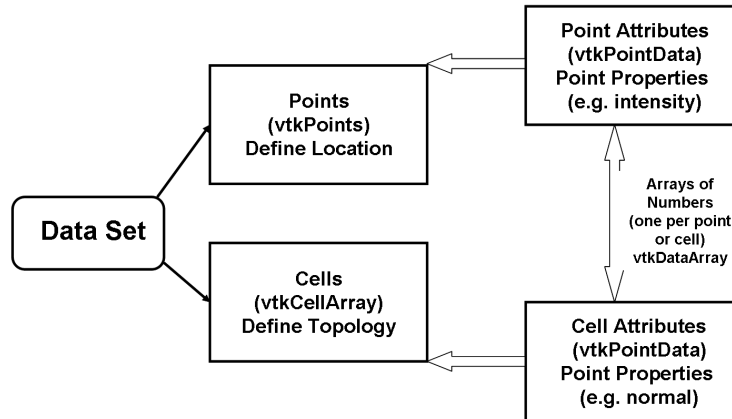 Point Attributes
(vtkPointData)
Point Properties
(e.g. intensity)
Points
(vtkPoints)
Define Location
Arrays of
Numbers
(one per point
or cell)
vtkDataArray
Data Set
Cells
(vtkCellArray)
Define Topology
Cell Attributes
(vtkPointData)
Point Properties
(e.g. normal)